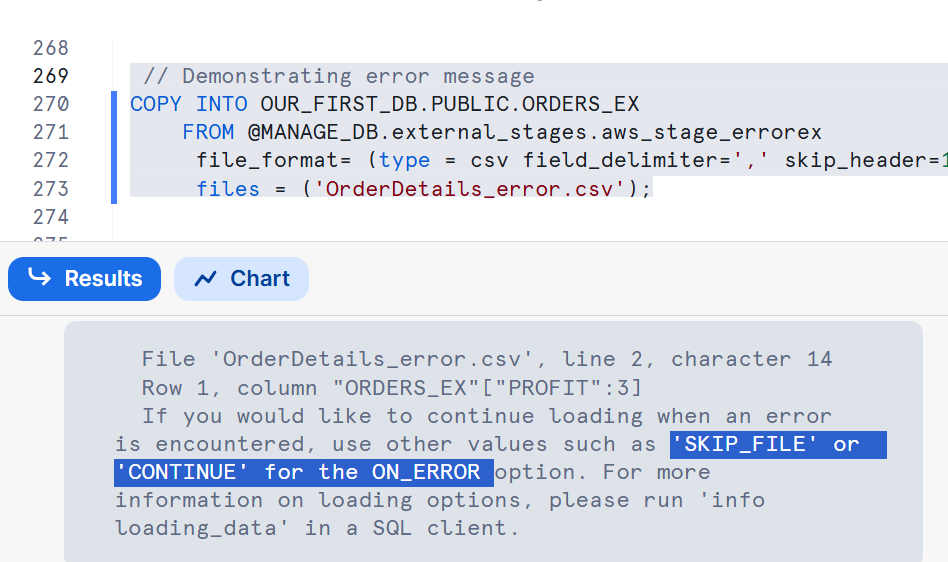 268
269 // Demonstrating error message
270 COPY INTO OUR_FIRST_DB.PUBLIC.ORDERS_EX
271 FROM @MANAGE_DB.external_stages.aws_stage_errorex
272 file_format= (type = csv field_delimiter=',' skip_header=1
273 files = ('OrderDetails_error.csv');
274
275
Results Chart
File 'OrderDetails_error.csv', line 2, character 14
Row 1, column "ORDERS_EX"["PROFIT":3]
If you would like to continue loading when an error
is encountered, use other values such as 'SKIP_FILE' or
'CONTINUE' for the ON_ERROR option. For more
information on loading options, please run 'info
loading_data' in a SQL client.